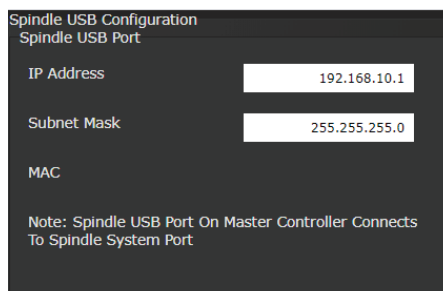 Spindle USB Configuration
Spindle USB Port
IP Address
192.168.10.1
Subnet Mask
255.255.255.0
MAC
Note: Spindle USB Port On Master Controller Connects
To Spindle System Port